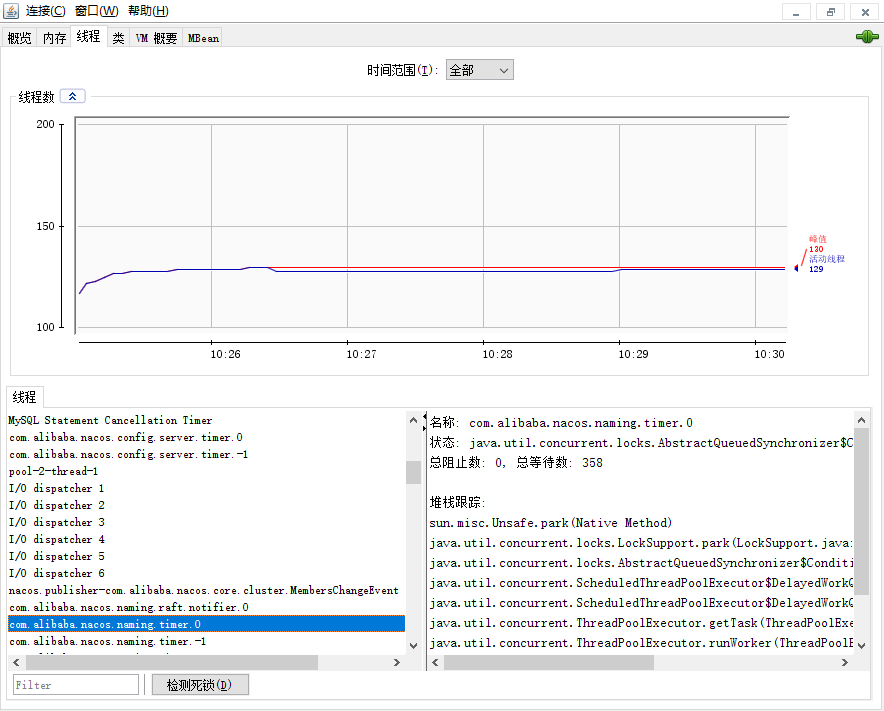 连接(C) 窗口(W) 帮助(H)
概览 内存 线程 类 VM 概要 MBean
时间范围(I): 全部
线程数
200
150
100
峰值
130
活动线程
129
10:26 10:27 10:28 10:29 10:30
线程
MySQL Statement Cancellation Timer
com.alibaba.nacos.config.server.timer.0
com.alibaba.nacos.config.server.timer.-1
pool-2-thread-1
I/O dispatcher 1
I/O dispatcher 2
I/O dispatcher 3
I/O dispatcher 4
I/O dispatcher 5
I/O dispatcher 6
nacos.publisher-com.alibaba.nacos.core.cluster.MembersChangeEvent
com.alibaba.nacos.naming.raft.notifier.0
com.alibaba.nacos.naming.timer.0
com.alibaba.nacos.naming.timer.-1
名称: com.alibaba.nacos.naming.timer.0
状态: java.util.concurrent.locks.AbstractQueuedSynchronizer$C
总阻止数: 0, 总等待数: 358
堆栈跟踪:
sun.misc.Unsafe.park(Native Method)
java.util.concurrent.locks.LockSupport.park(LockSupport.java:
java.util.concurrent.locks.AbstractQueuedSynchronizer$Conditi
java.util.concurrent.ScheduledThreadPoolExecutor$DelayedWorkQ
java.util.concurrent.ScheduledThreadPoolExecutor$DelayedWorkQ
java.util.concurrent.ThreadPoolExecutor.getTask(ThreadPoolExe
java.util.concurrent.ThreadPoolExecutor.runWorker(ThreadPoolE
Filter 检测死锁(D)